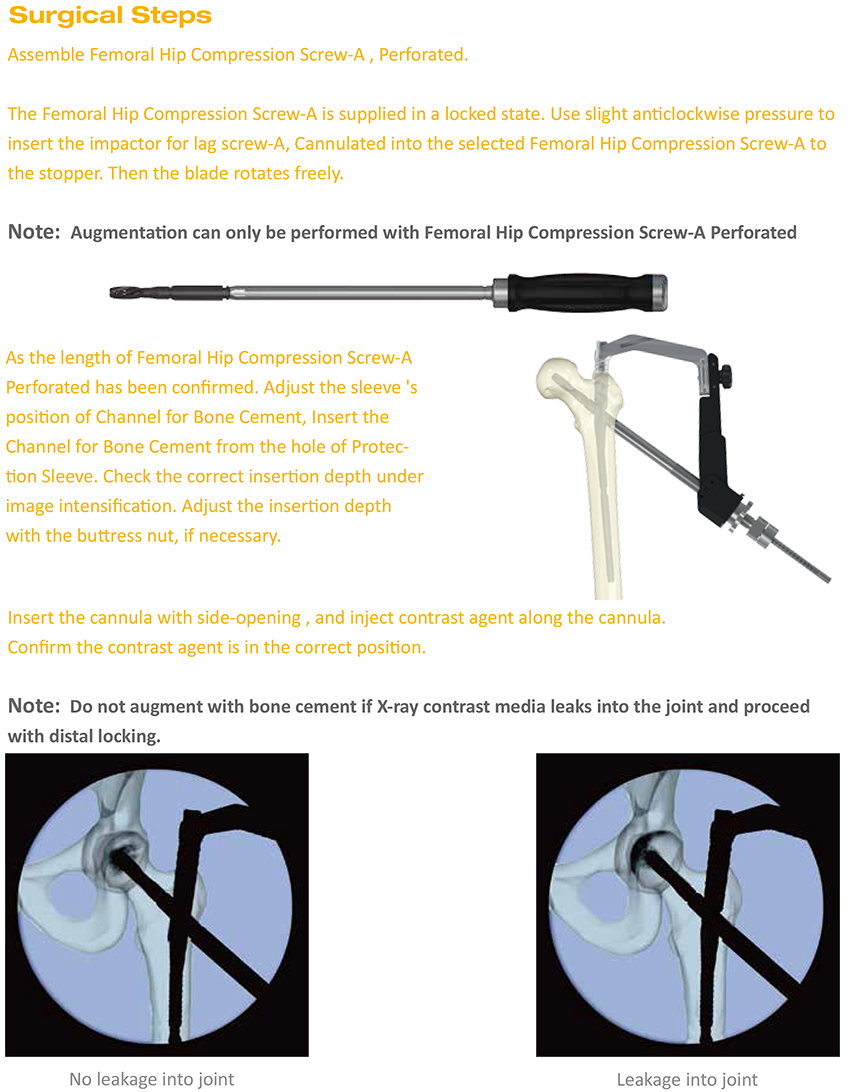 Surgical Steps
Assemble Femoral Hip Compression Screw-A , Perforated.
The Femoral Hip Compression Screw-A is supplied in a locked state. Use slight anticlockwise pressure to
insert the impactor for lag screw-A, Cannulated into the selected Femoral Hip Compression Screw-A to
the stopper. Then the blade rotates freely.
Note: Augmentation can only be performed with Femoral Hip Compression Screw-A Perforated
As the length of Femoral Hip Compression Screw-A
Perforated has been confirmed. Adjust the sleeve 's
position of Channel for Bone Cement, Insert the
Channel for Bone Cement from the hole of Protec-
tion Sleeve. Check the correct insertion depth under
image intensification. Adjust the insertion depth
with the buttress nut, if necessary.
Insert the cannula with side-opening , and inject contrast agent along the cannula.
Confirm the contrast agent is in the correct position.
Note: Do not augment with bone cement if X-ray contrast media leaks into the joint and proceed
with distal locking.
No leakage into joint
Leakage into joint